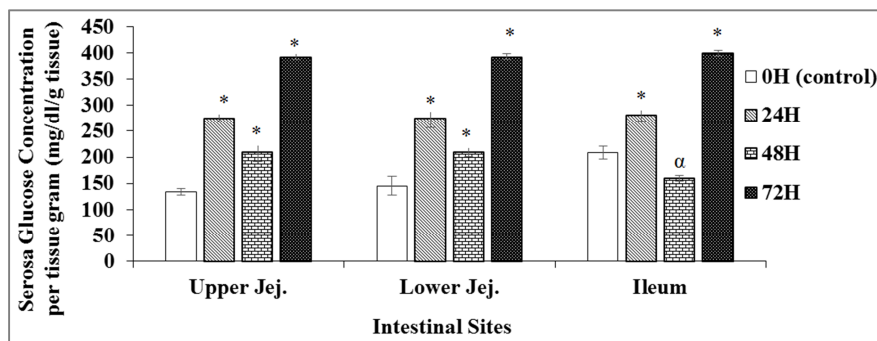 Serosa Glucose Concentration
per tissue gram (mg/dl/g tissue)
450
400
350
300
250
200
150
100
50
0
*
*
*
*
*
*
*
α
*
Upper Jej.
Lower Jej.
Ileum
Intestinal Sites
0H (control)
24H
48H
72H